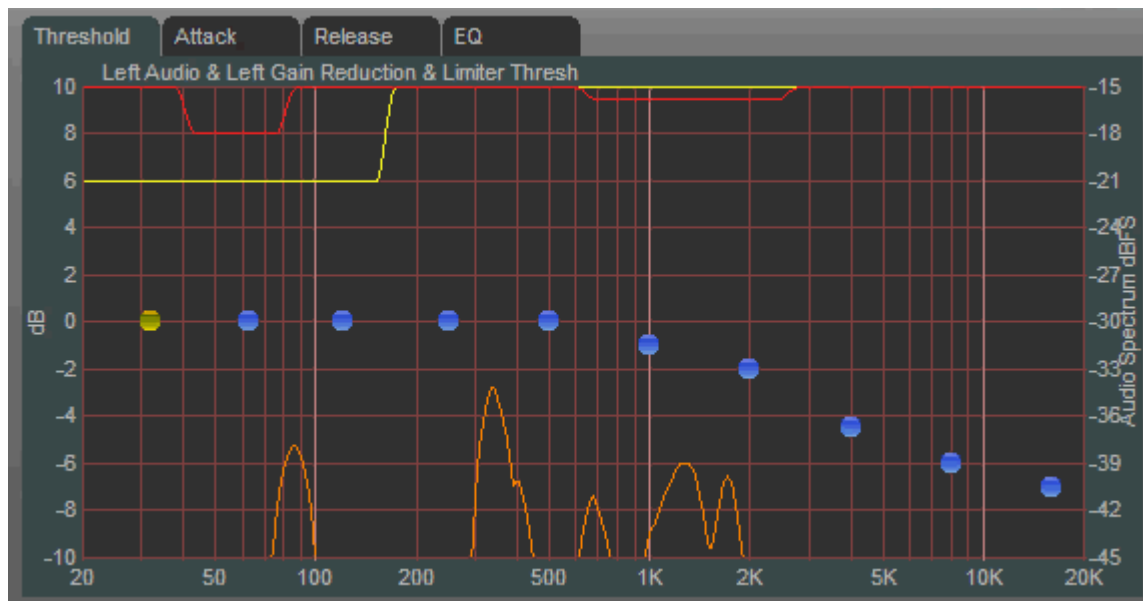 Threshold Attack Release EQ
Left Audio & Left Gain Reduction & Limiter Thresh
10 -15
8 -18
6 -21
4 -24
2 -27
0 -30
-2 -33
-4 -36
-6 -39
-8 -42
-10 -45
dB
Audio Spectrum dBFS
20 50 100 200 500 1K 2K 5K 10K 20K